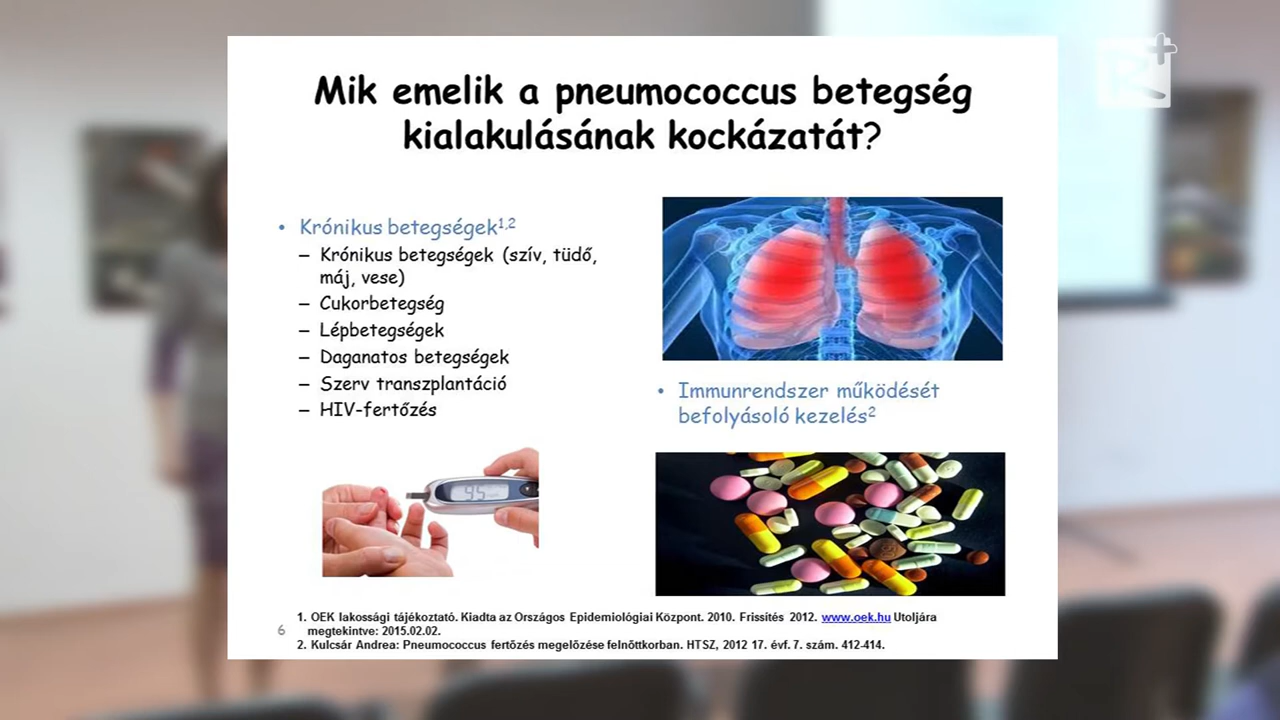 Mik emelik a pneumococcus betegség
kialakulásának kockázatát?
• Krónikus betegségek1,2
– Krónikus betegségek (szív, tüdő,
máj, vese)
– Cukorbetegség
– Lépbetegségek
– Daganatos betegségek
– Szerv transzplantáció
– HIV-fertőzés
• Immunrendszer működését
befolyásoló kezelés2
95
1. OEK lakossági tájékoztató. Kiadta az Országos Epidemiológiai Központ. 2010. Frissítés 2012. www.oek.hu Utoljára
megtekintve: 2015.02.02.
2. Kulcsár Andrea: Pneumococcus fertőzés megelőzése felnőttkorban. HTSZ, 2012 17. évf. 7. szám. 412-414.
6
R+